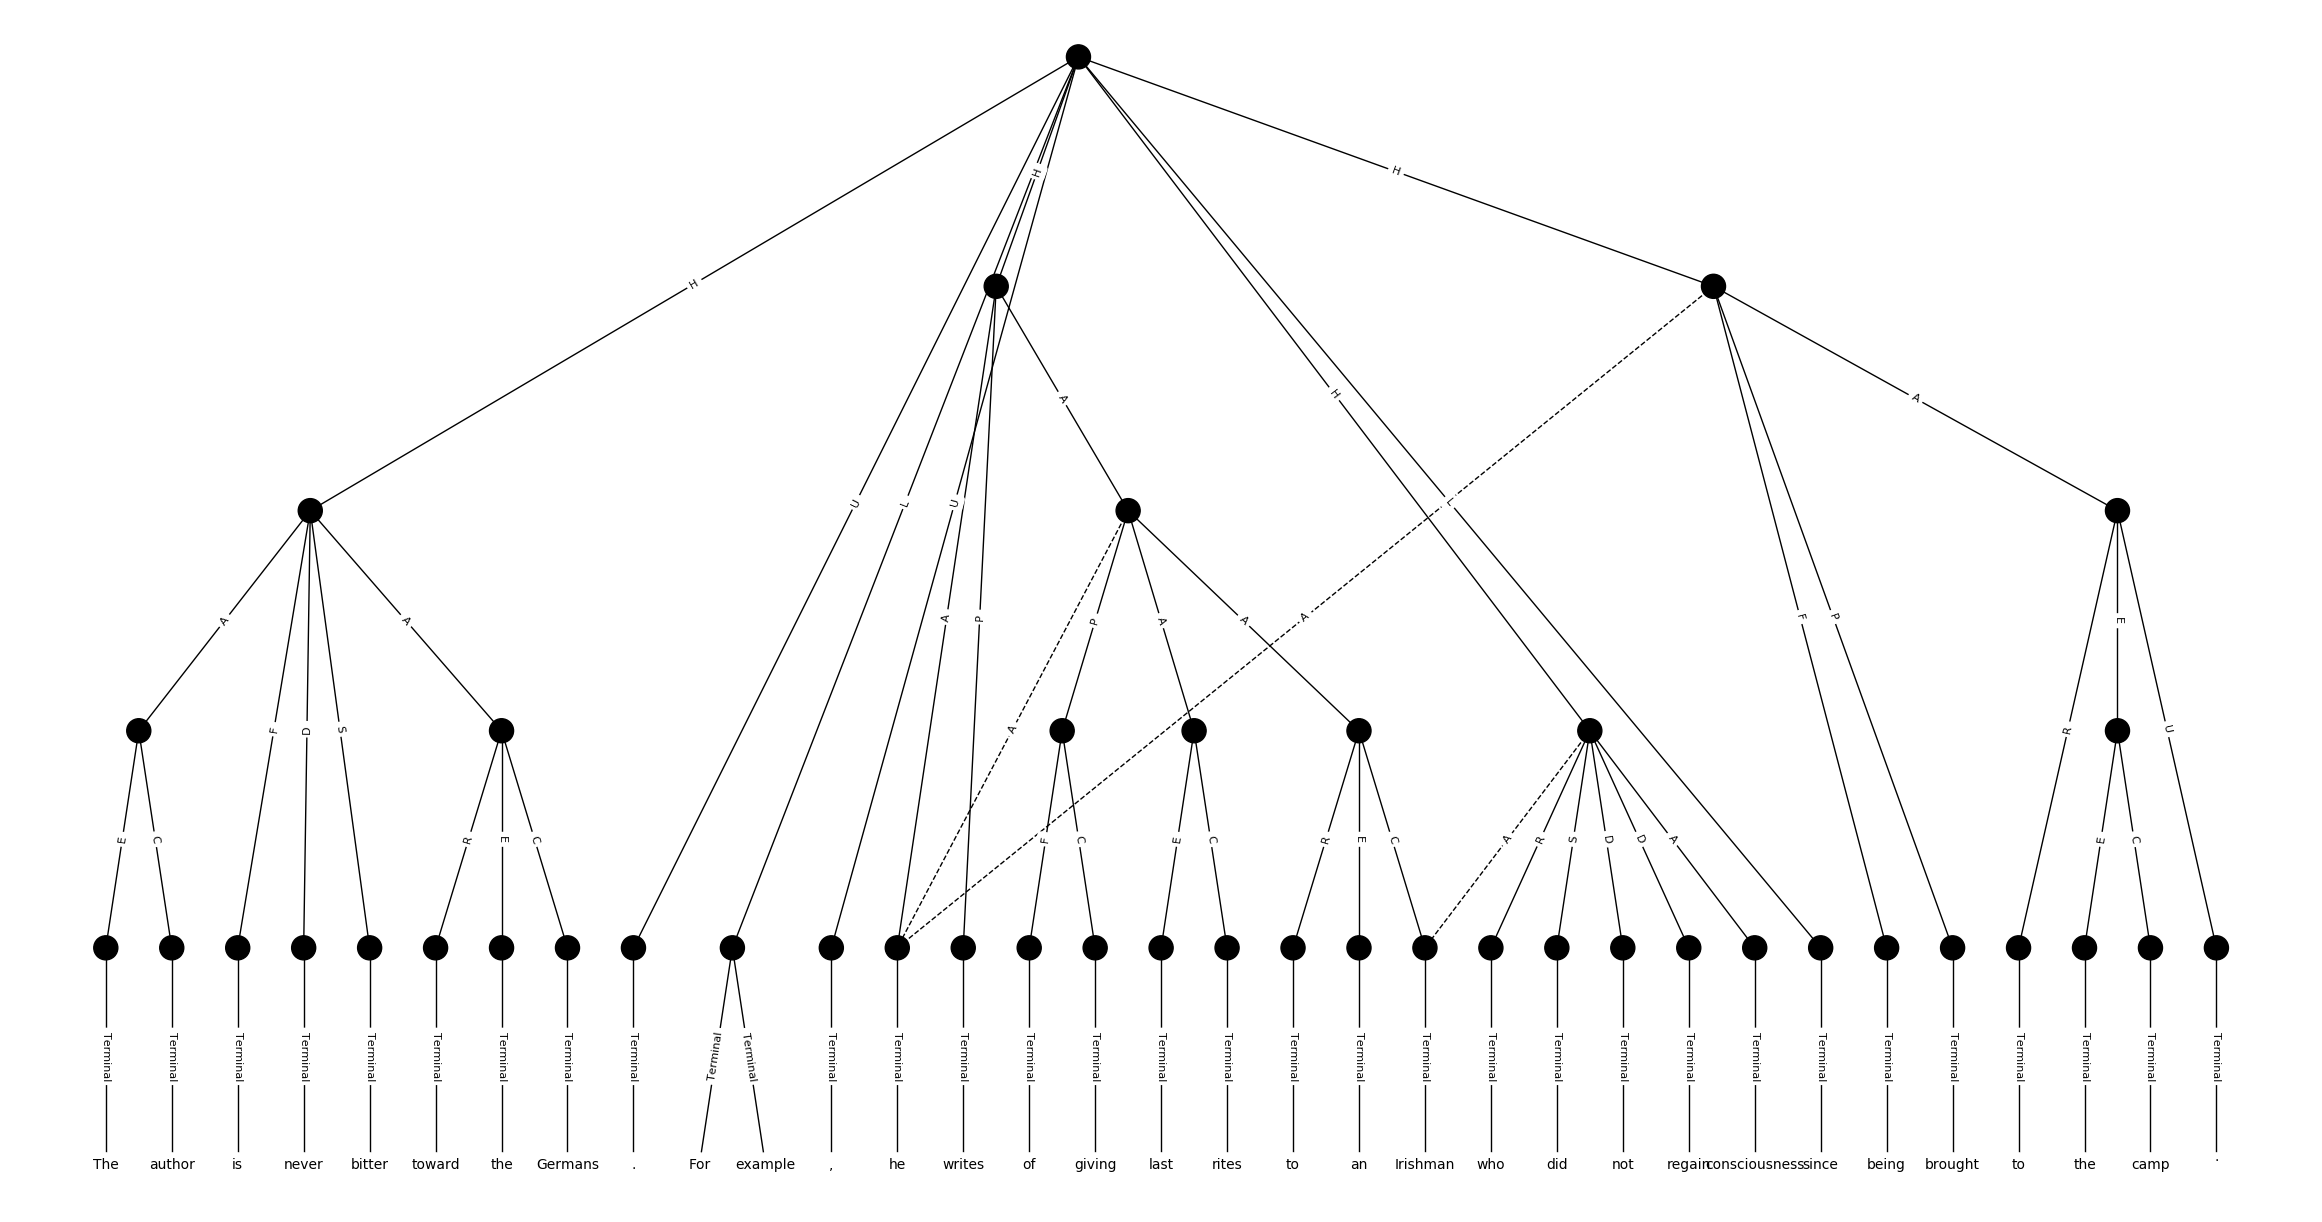 H
H
H
A
A
H
U
L
U
L
A
A
A
P
P
A
A
A
A
F
P
E
F
D
S
A
R
U
E
C
R
E
C
F
C
E
C
R
E
C
A
R
S
D
D
A
E
C
Terminal Terminal Terminal Terminal Terminal Terminal Terminal Terminal Terminal Terminal Terminal Terminal Terminal Terminal Terminal Terminal Terminal Terminal Terminal Terminal Terminal Terminal Terminal Terminal Terminal Terminal Terminal Terminal Terminal Terminal Terminal Terminal Terminal
The author is never bitter toward the Germans . For example , he writes of giving last rites to an Irishman who did not regain consciousness since being brought to the camp .